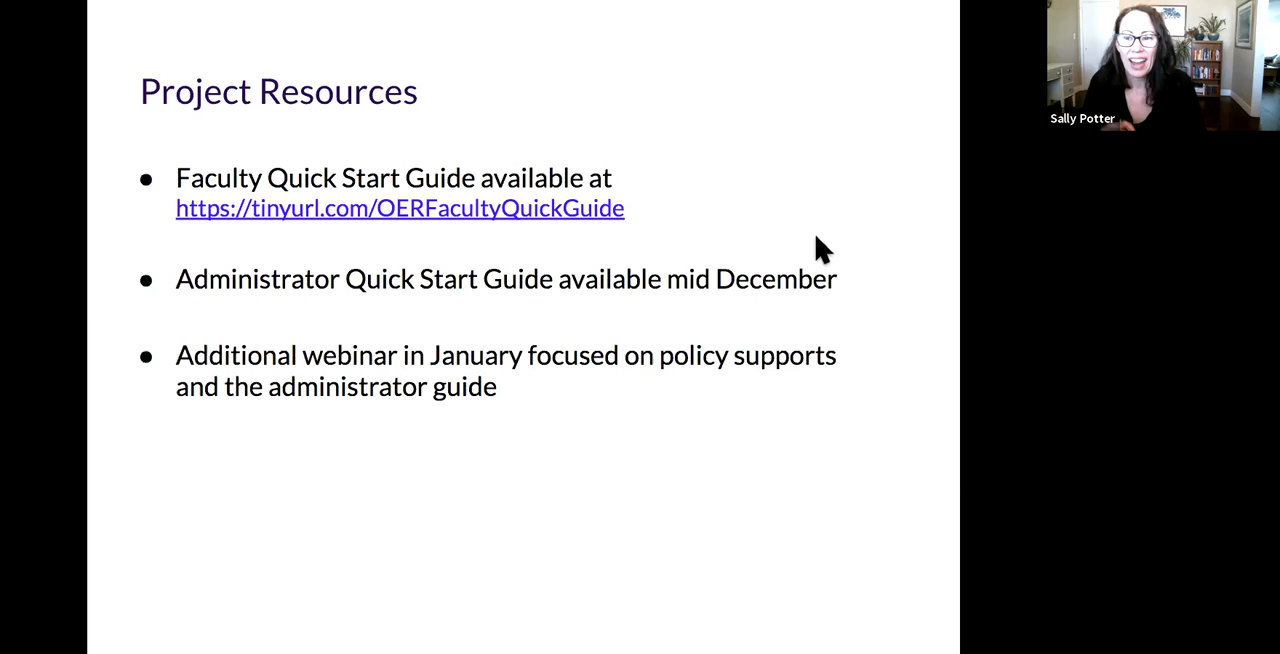 Project Resources
● Faculty Quick Start Guide available at
https://tinyurl.com/OERFacultyQuickGuide
● Administrator Quick Start Guide available mid December
● Additional webinar in January focused on policy supports
and the administrator guide
Sally Potter